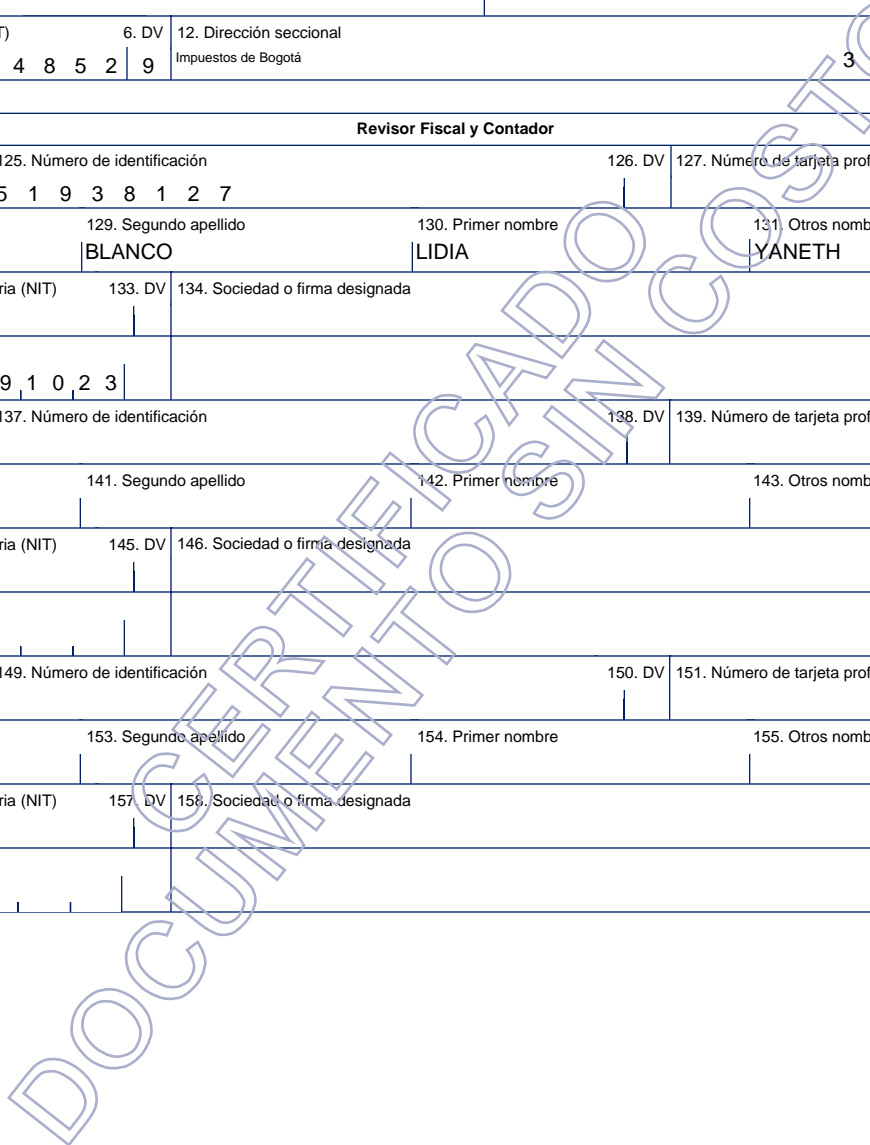 T) 6. DV 12. Dirección seccional
4 8 5 2 9 Impuestos de Bogotá 3
Revisor Fiscal y Contador
125. Número de identificación 126. DV 127. Número de tarjeta prof
5 1 9 3 8 1 2 7
129. Segundo apellido 130. Primer nombre 131. Otros nomb
BLANCO LIDIA YANETH
ria (NIT) 133. DV 134. Sociedad o firma designada
9 1 0 2 3
137. Número de identificación 138. DV 139. Número de tarjeta prof
141. Segundo apellido 142. Primer nombre 143. Otros nomb
ria (NIT) 145. DV 146. Sociedad o firma designada
149. Número de identificación 150. DV 151. Número de tarjeta prof
153. Segundo apellido 154. Primer nombre 155. Otros nomb
ria (NIT) 157. DV 158. Sociedad o firma designada
CERTIFICADO
DOCUMENTO SIN COSTO